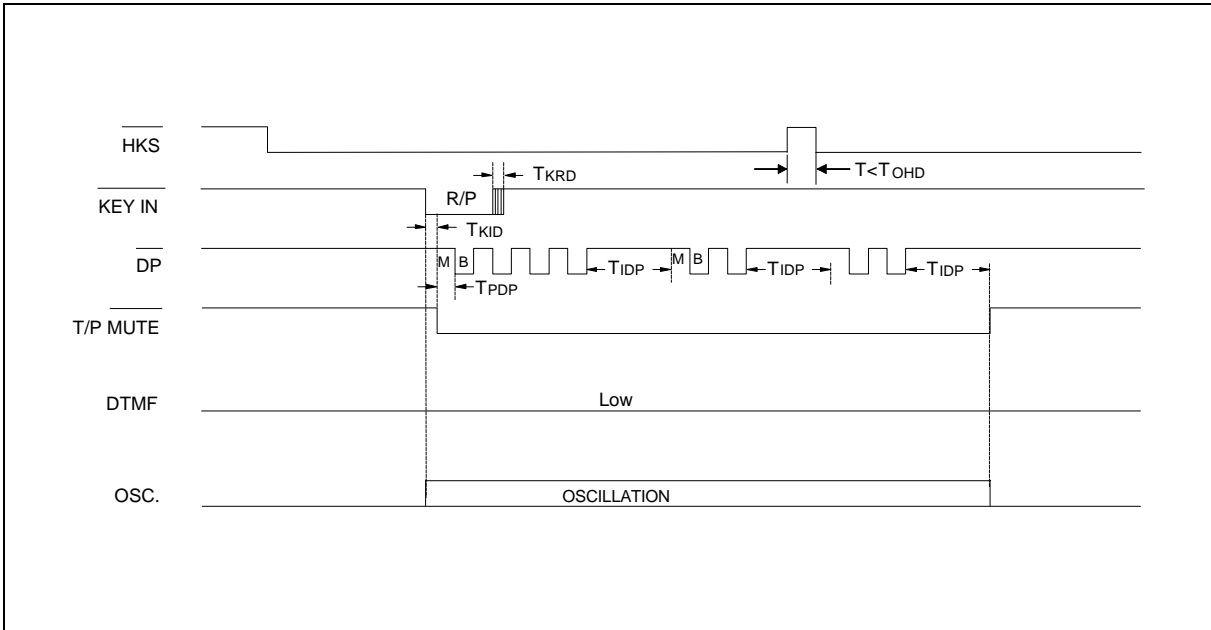 HKS
T<TOHD
TKRD
KEY IN
R/P
TKID
DP
M B
TIDP
M B
TIDP
TIDP
TPDP
T/P MUTE
DTMF
Low
OSC.
OSCILLATION